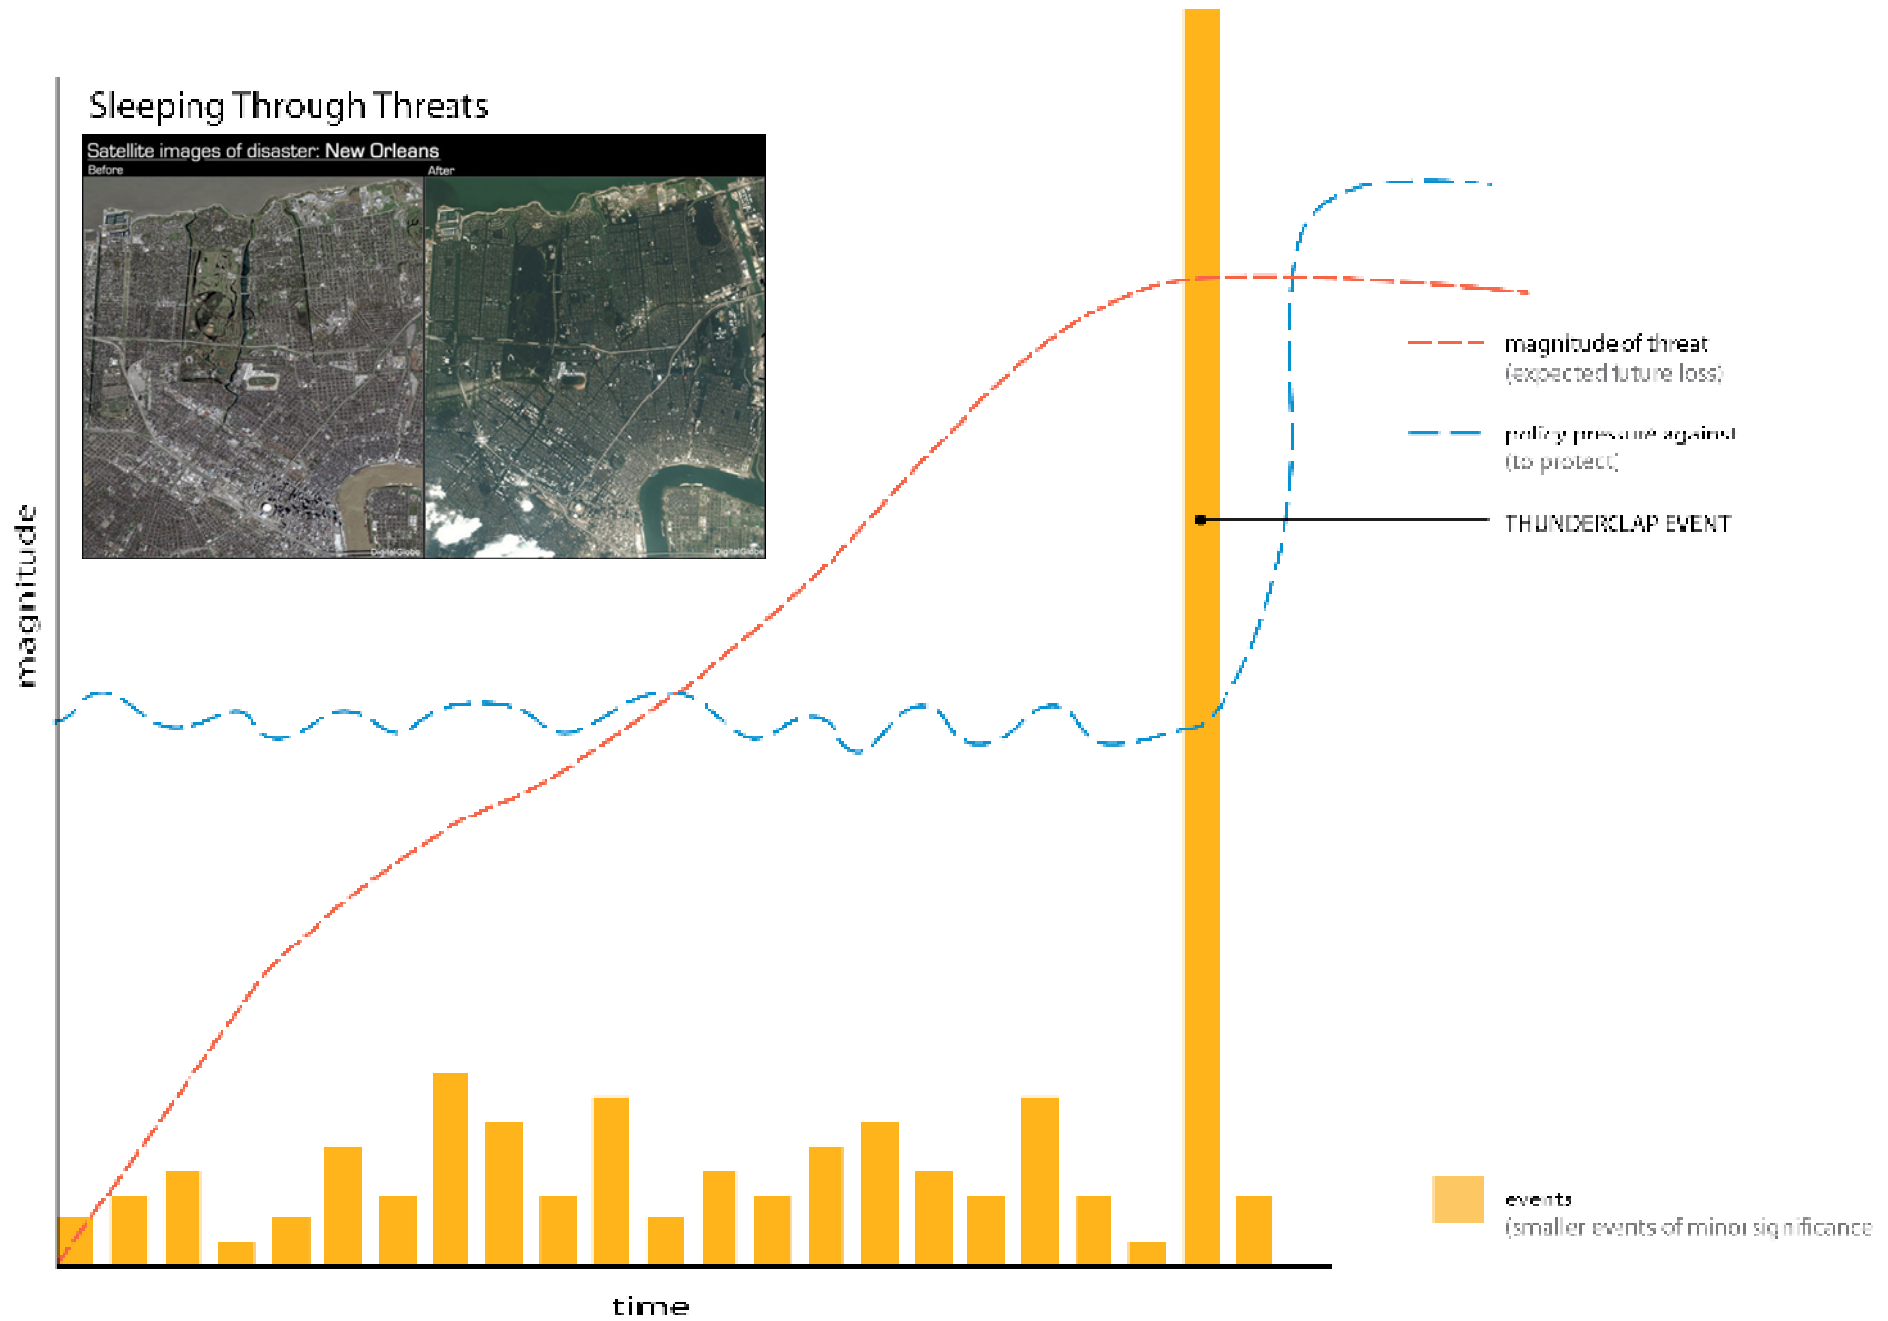 Sleeping Through Threats
Satellite images of disaster: New Orleans
Before
After
DigitalGlobe
DigitalGlobe
magnitude
magnitude of threat
(expected future loss)
policy pressure against
(to protect)
THUNDERCLAP EVENT
events
(smaller events of minor significance
time